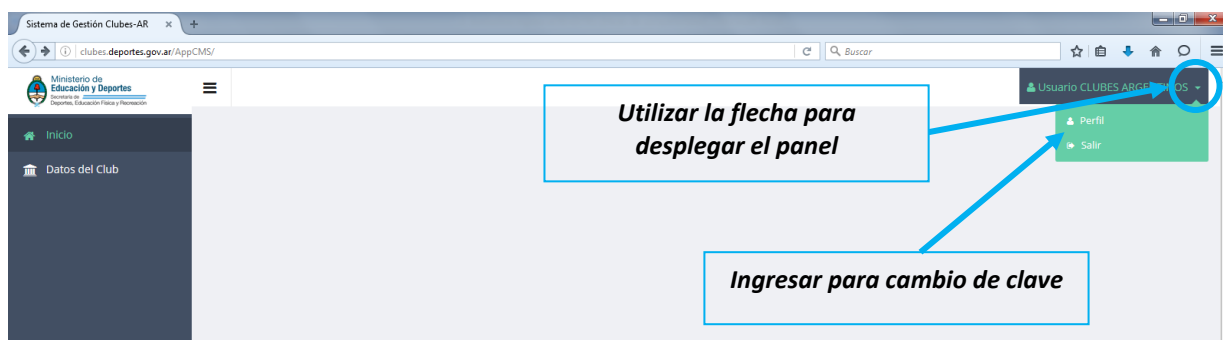 Sistema de Gestión Clubes-AR
clubes.deportes.gov.ar/AppCMS/
Buscar
Ministerio de
Educación y Deportes
Secretaría de
Deportes, Educación Física y Recreación
Usuario CLUBES ARGENTINOS
Utilizar la flecha para
desplegar el panel
Perfil
Salir
Inicio
Datos del Club
Ingresar para cambio de clave